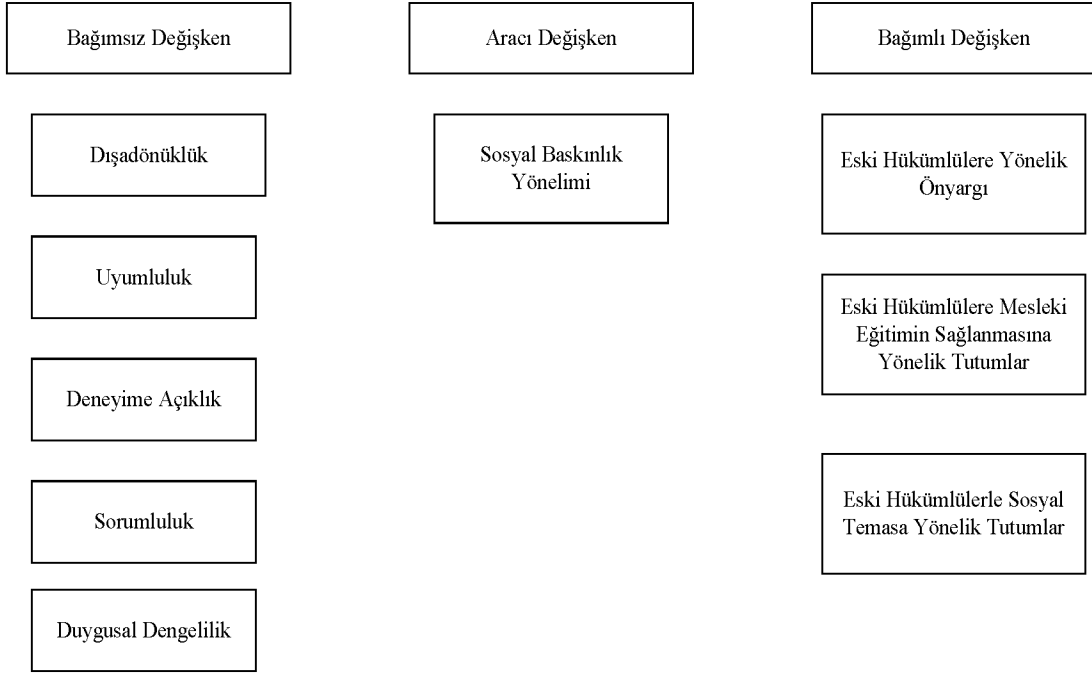 Bağımsız Değişken
Aracı Değişken
Bağımlı Değişken
Dışadönüklük
Uyumluluk
Deneyime Açıklık
Sorumluluk
Duygusal Dengelilik
Sosyal Baskınlık
Yönelimi
Eski Hükümlülere Yönelik
Önyargı
Eski Hükümlülere Mesleki
Eğitimin Sağlanmasına
Yönelik Tutumlar
Eski Hükümlülerle Sosyal
Temasa Yönelik Tutumlar